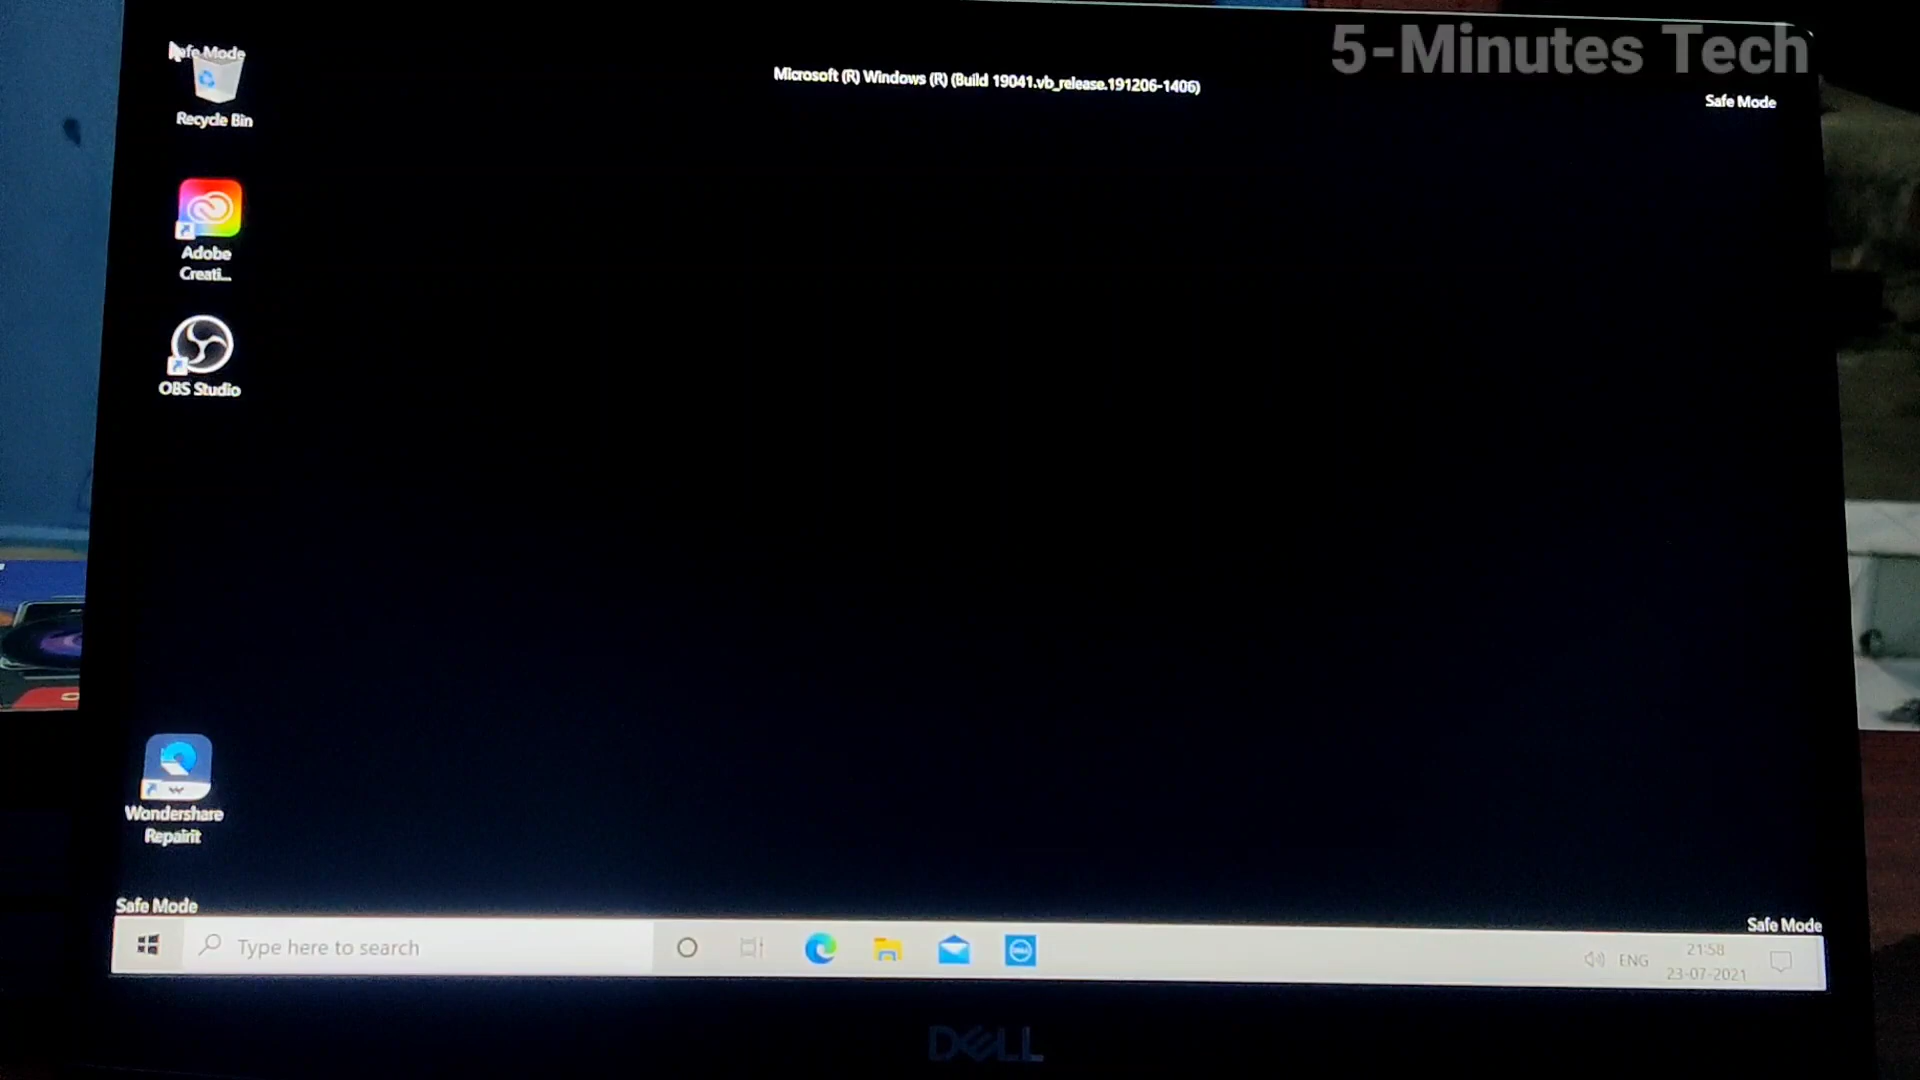 5-Minutes Tech
Safe Mode
Microsoft (R) Windows (R) (Build 19041.vb_release.191206-1406)
Safe Mode
Recycle Bin
Adobe
Creati...
OBS Studio
Wondershare
Repairit
Safe Mode
Safe Mode
Type here to search
ENG
21:58
23-07-2021
DELL